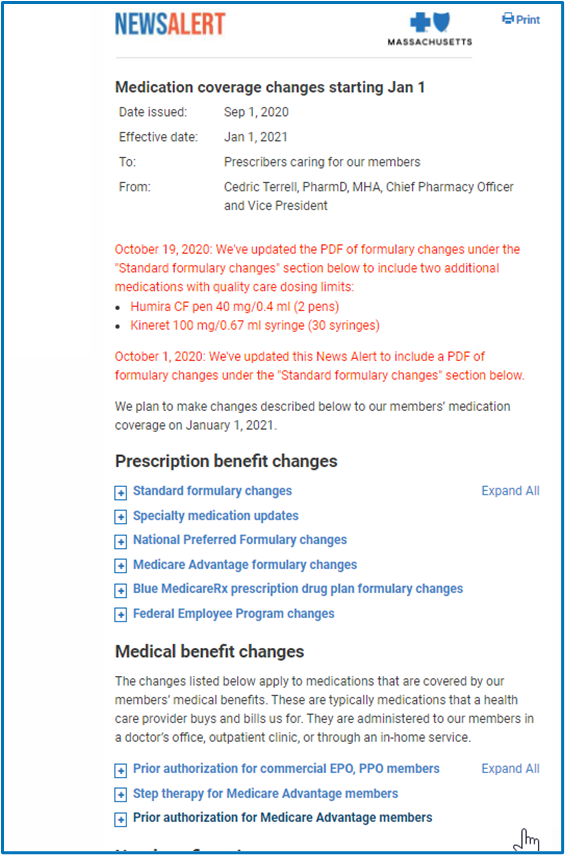 NEWSALERT
MASSACHUSETTS
Print
Medication coverage changes starting Jan 1
Date issued: Sep 1, 2020
Effective date: Jan 1, 2021
To: Prescribers caring for our members
From: Cedric Terrell, PharmD, MHA, Chief Pharmacy Officer
and Vice President
October 19, 2020: We've updated the PDF of formulary changes under the
"Standard formulary changes" section below to include two additional
medications with quality care dosing limits:
• Humira CF pen 40 mg/0.4 ml (2 pens)
• Kineret 100 mg/0.67 ml syringe (30 syringes)
October 1, 2020: We've updated this News Alert to include a PDF of
formulary changes under the "Standard formulary changes" section below.
We plan to make changes described below to our members' medication
coverage on January 1, 2021.
Prescription benefit changes
Standard formulary changes Expand All
Specialty medication updates
National Preferred Formulary changes
Medicare Advantage formulary changes
Blue MedicareRx prescription drug plan formulary changes
Federal Employee Program changes
Medical benefit changes
The changes listed below apply to medications that are covered by our
members' medical benefits. These are typically medications that a health
care provider buys and bills us for. They are administered to our members in
a doctor's office, outpatient clinic, or through an in-home service.
Prior authorization for commercial EPO, PPO members Expand All
Step therapy for Medicare Advantage members
Prior authorization for Medicare Advantage members